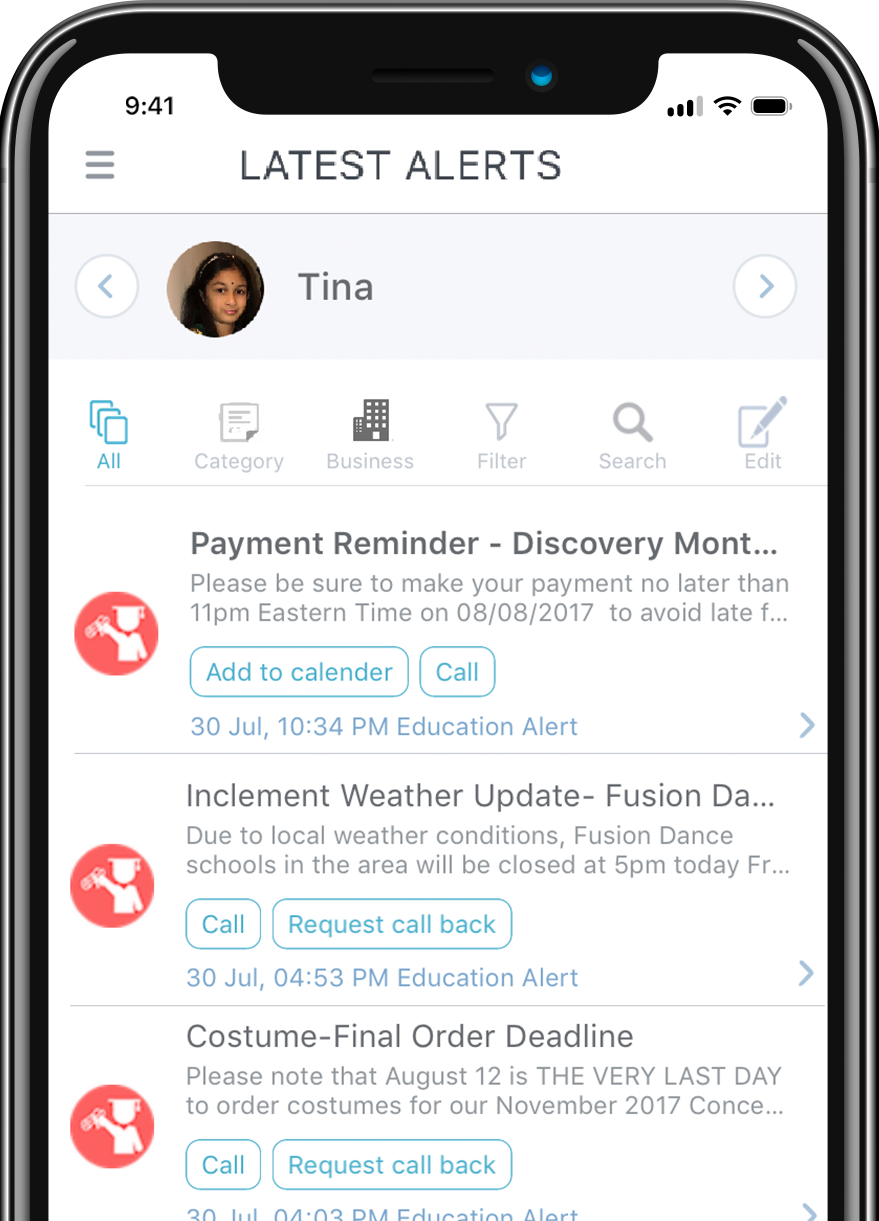 9:41
LATEST ALERTS
Tina
All Category Business Filter Search Edit
Payment Reminder - Discovery Mont...
Please be sure to make your payment no later than
11pm Eastern Time on 08/08/2017 to avoid late f...
Add to calender Call
30 Jul, 10:34 PM Education Alert
Inclement Weather Update- Fusion Da...
Due to local weather conditions, Fusion Dance
schools in the area will be closed at 5pm today Fr...
Call Request call back
30 Jul, 04:53 PM Education Alert
Costume-Final Order Deadline
Please note that August 12 is THE VERY LAST DAY
to order costumes for our November 2017 Conce...
Call Request call back
30 Jul, 04:03 PM Education Alert